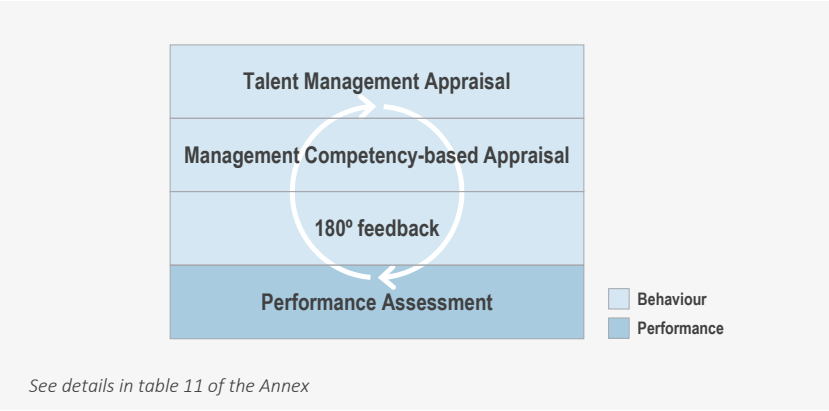 Talent Management Appraisal
Management Competency-based Appraisal
180º feedback
Performance Assessment
Behaviour
Performance
See details in table 11 of the Annex